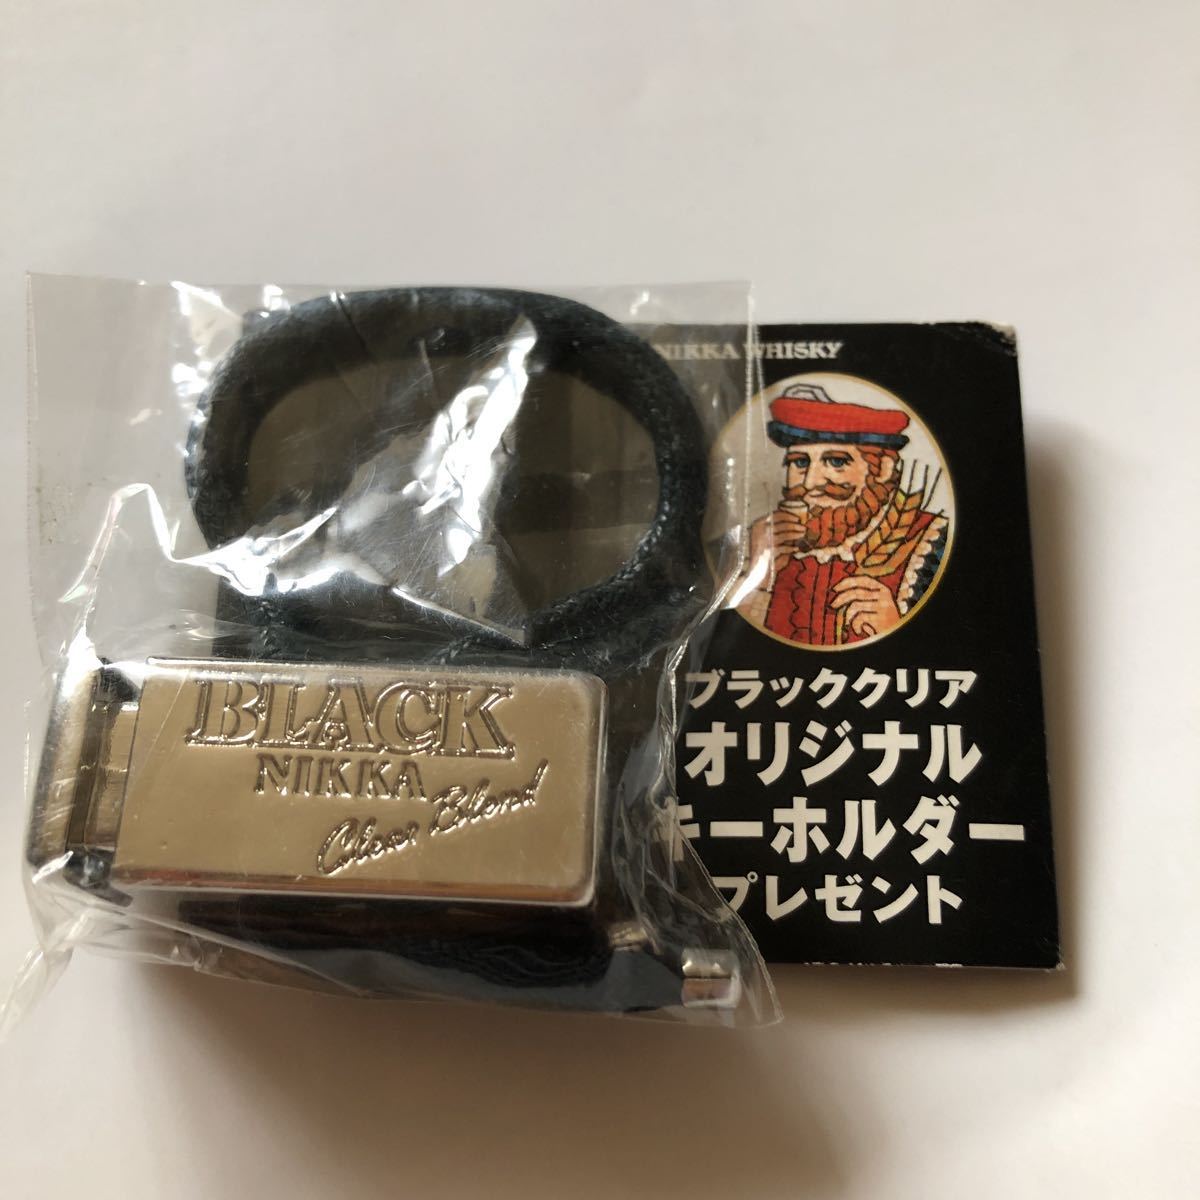 NIKKA WHISKY
ブラッククリア
オリジナル
キーホルダー
プレゼント
BLACK
NIKKA
Clear Blend